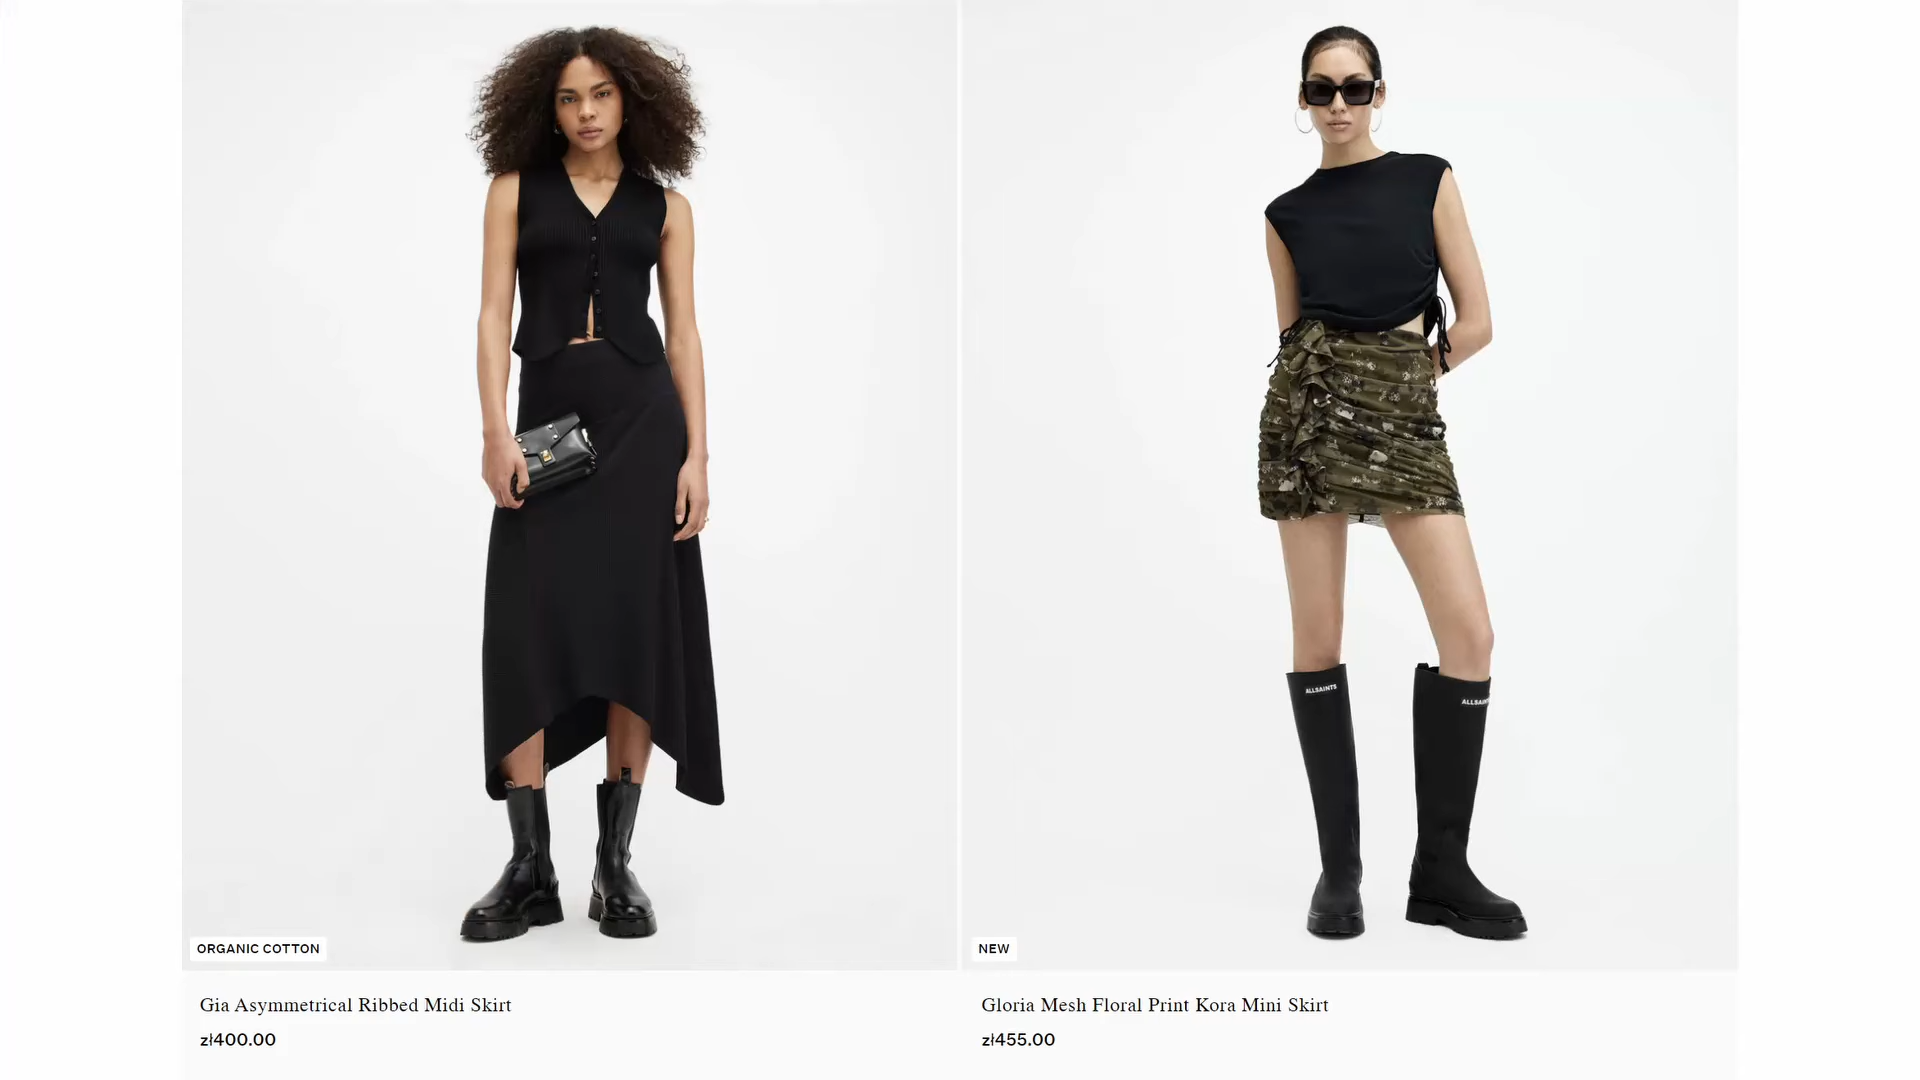 ALLSAINTS
ALLSAINTS
ORGANIC COTTON
NEW
Gia Asymmetrical Ribbed Midi Skirt
zł400.00
Gloria Mesh Floral Print Kora Mini Skirt
zł455.00